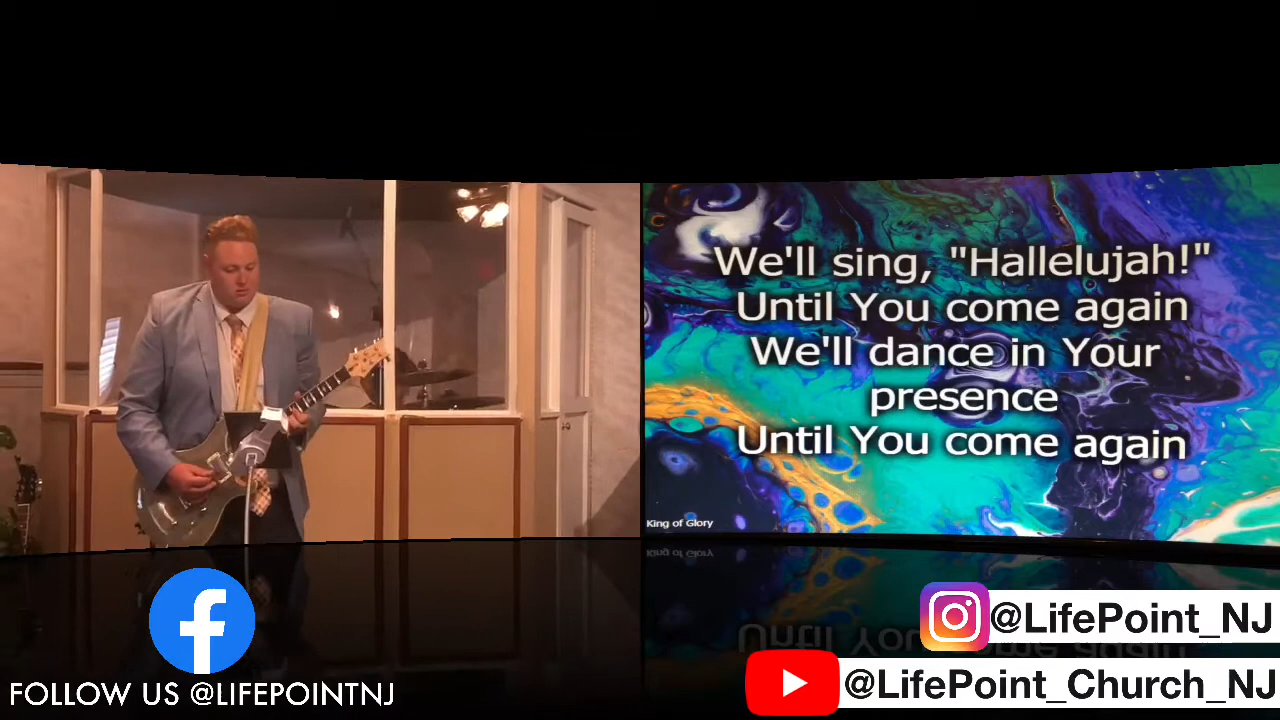 We'll sing, "Hallelujah!"
Until You come again
We'll dance in Your
presence
Until You come again
King of Glory
FOLLOW US @LIFEPOINTNJ
@LifePoint_NJ
@LifePoint_Church_NJ